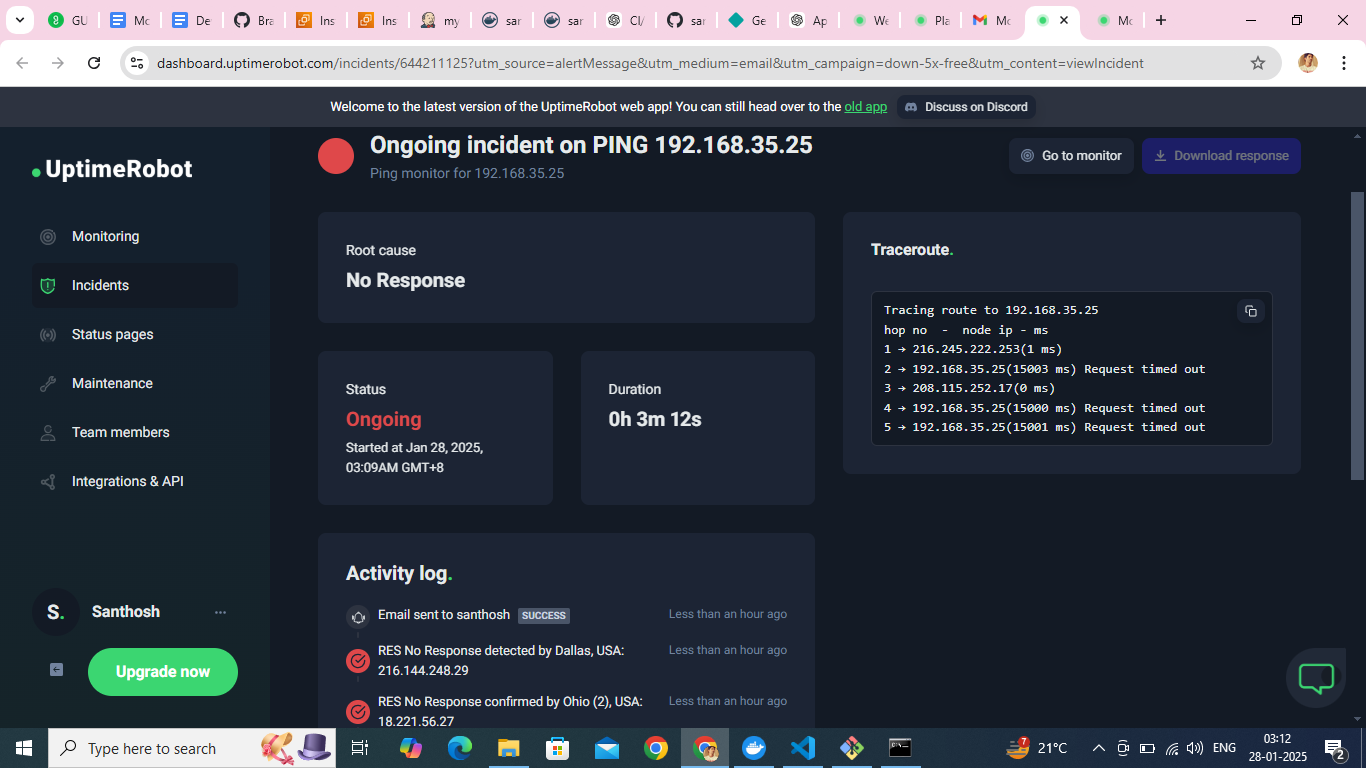 GU
Mc
De
Bra
Ins
Ins
my
sar
sar
Cl/
sar
Ge
Ap
We
Pla
Mc
Mc
dashboard.uptimerobot.com/incidents/644211125?utm_source=alertMessage&utm_medium=email&utm_campaign=down-5x-free&utm_content=viewIncident
Welcome to the latest version of the UptimeRobot web app! You can still head over to the old app
Discuss on Discord
UptimeRobot
Monitoring
Incidents
Status pages
Maintenance
Team members
Integrations & API
S.
Santhosh
...
Upgrade now
Ongoing incident on PING 192.168.35.25
Ping monitor for 192.168.35.25
Go to monitor
Download response
Root cause
No Response
Status
Ongoing
Started at Jan 28, 2025,
03:09AM GMT+8
Duration
0h 3m 12s
Traceroute.
Tracing route to 192.168.35.25
hop no - node ip - ms
1 → 216.245.222.253(1 ms)
2 → 192.168.35.25(15003 ms) Request timed out
3 → 208.115.252.17(0 ms)
4 → 192.168.35.25(15000 ms) Request timed out
5 → 192.168.35.25(15001 ms) Request timed out
Activity log.
Email sent to santhosh SUCCESS Less than an hour ago
RES No Response detected by Dallas, USA: Less than an hour ago
216.144.248.29
RES No Response confirmed by Ohio (2), USA: Less than an hour ago
18.221.56.27
Type here to search
7
21°C
ENG
03:12
28-01-2025
2